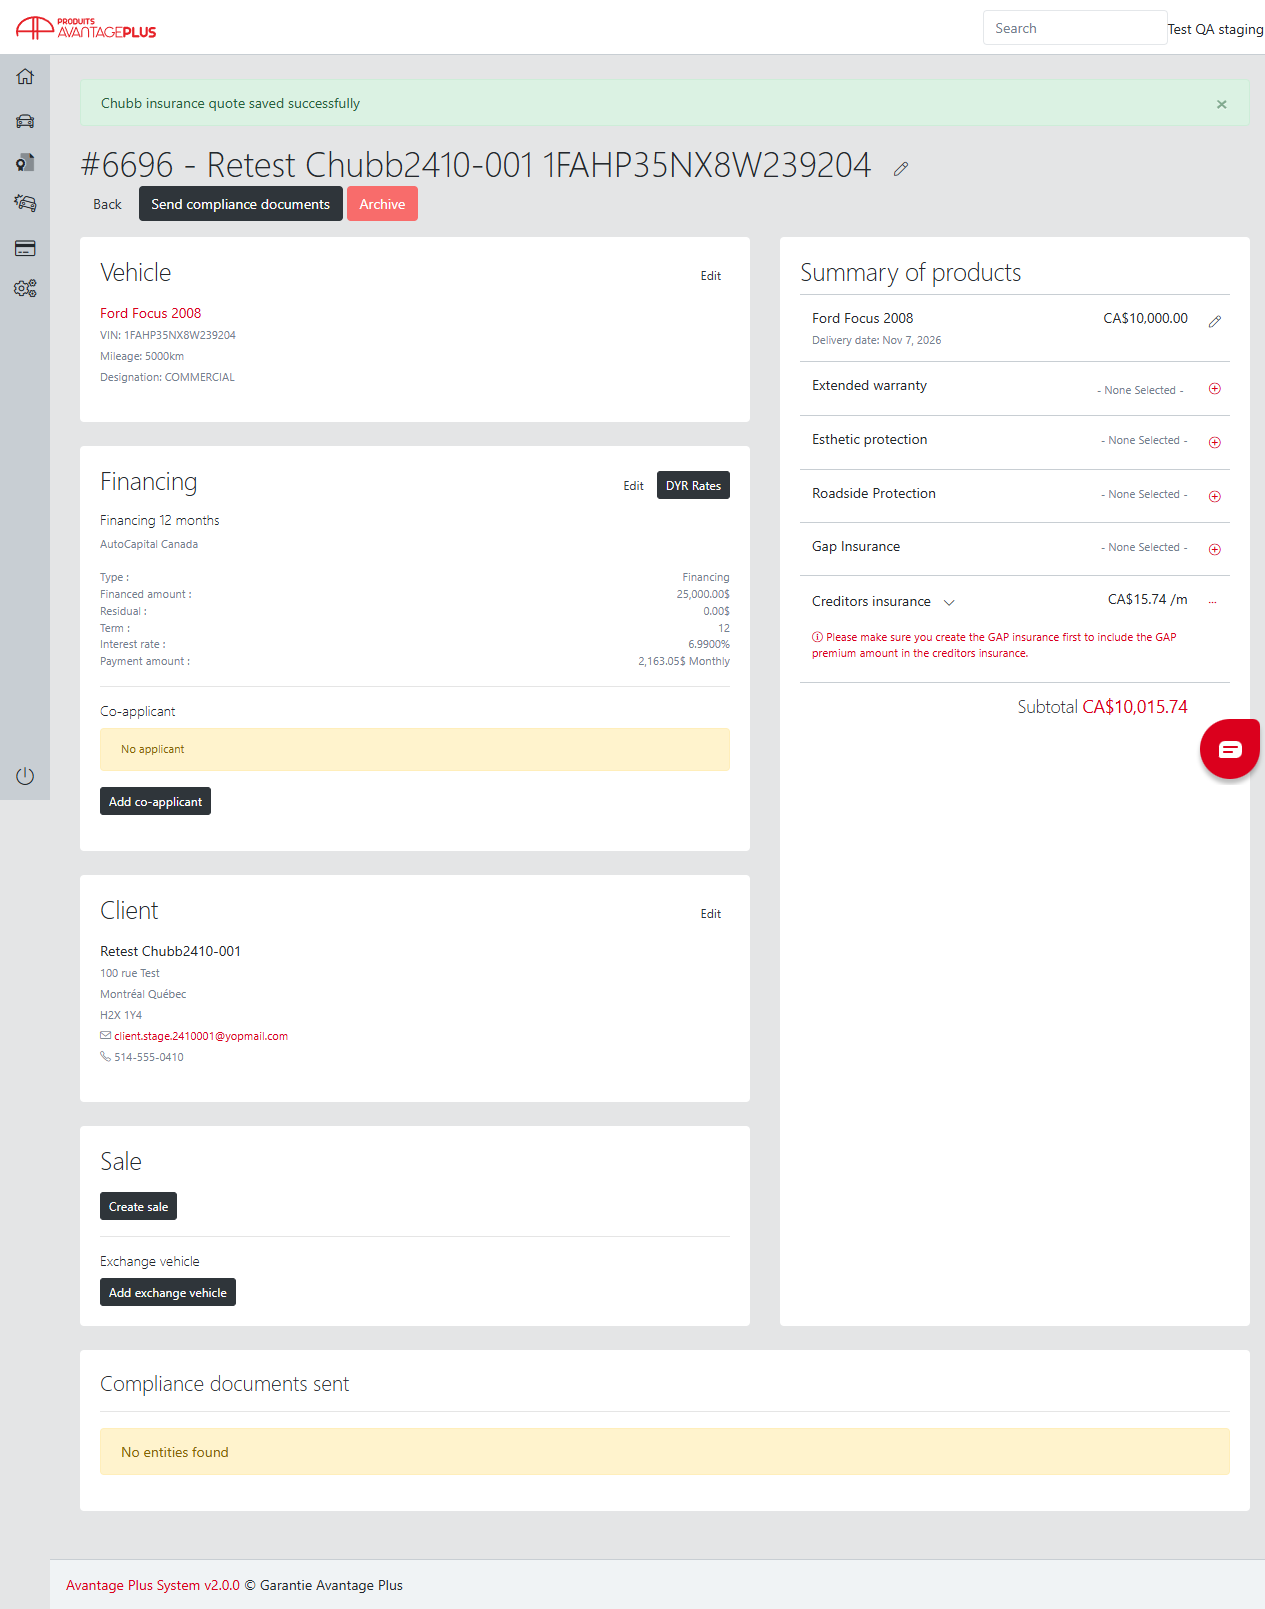 PRODUITS
AVANTAGEPLUS
Search
Test QA staging
Chubb insurance quote saved successfully
×
#6696 - Retest Chubb2410-001 1FAHP35NX8W239204
Back
Send compliance documents
Archive
Vehicle
Edit
Ford Focus 2008
VIN: 1FAHP35NX8W239204
Mileage: 5000km
Designation: COMMERCIAL
Financing
Edit
DYR Rates
Financing 12 months
AutoCapital Canada
Type : Financing
Financed amount : 25,000.00$
Residual : 0.00$
Term : 12
Interest rate : 6.9900%
Payment amount : 2,163.05$ Monthly
Co-applicant
No applicant
Add co-applicant
Client
Edit
Retest Chubb2410-001
100 rue Test
Montréal Québec
H2X 1Y4
client.stage.2410001@yopmail.com
514-555-0410
Sale
Create sale
Exchange vehicle
Add exchange vehicle
Summary of products
Ford Focus 2008 CA$10,000.00
Delivery date: Nov 7, 2026
Extended warranty - None Selected -
Esthetic protection - None Selected -
Roadside Protection - None Selected -
Gap Insurance - None Selected -
Creditors insurance CA$15.74 /m ...
Please make sure you create the GAP insurance first to include the GAP
premium amount in the creditors insurance.
Subtotal CA$10,015.74
Compliance documents sent
No entities found
Avantage Plus System v2.0.0 © Garantie Avantage Plus